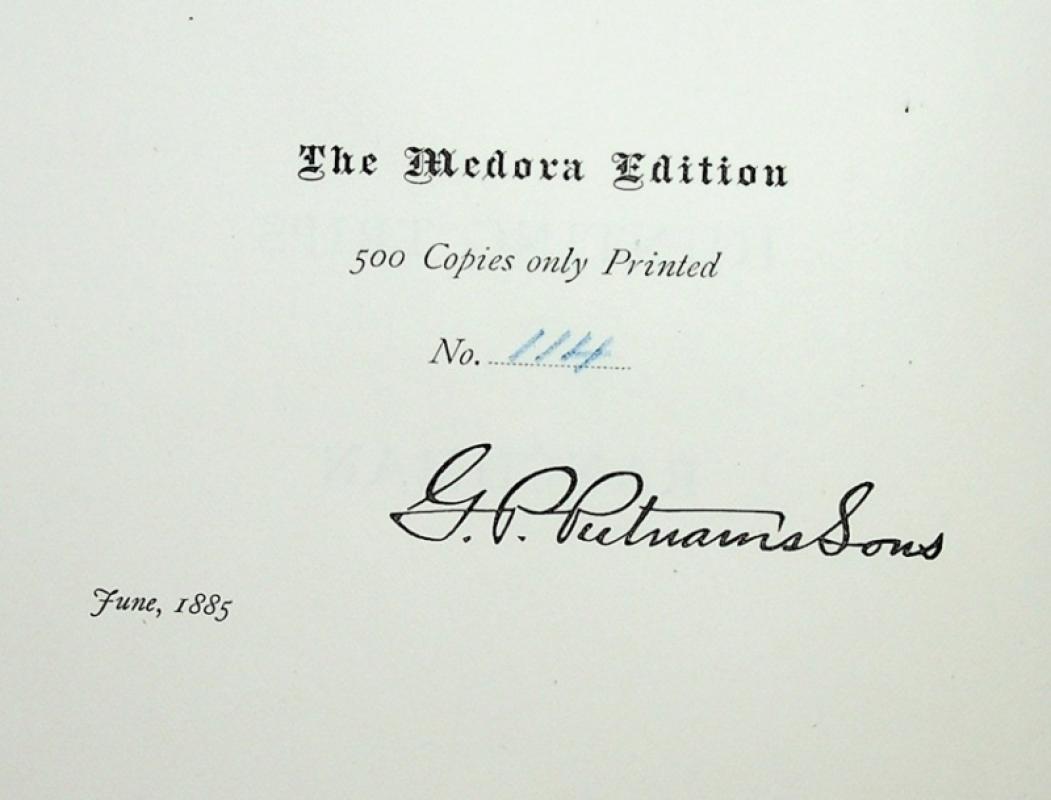 The Medora Edition
500 Copies only Printed
No. 114
G. P. Putnam's Sons
June, 1885